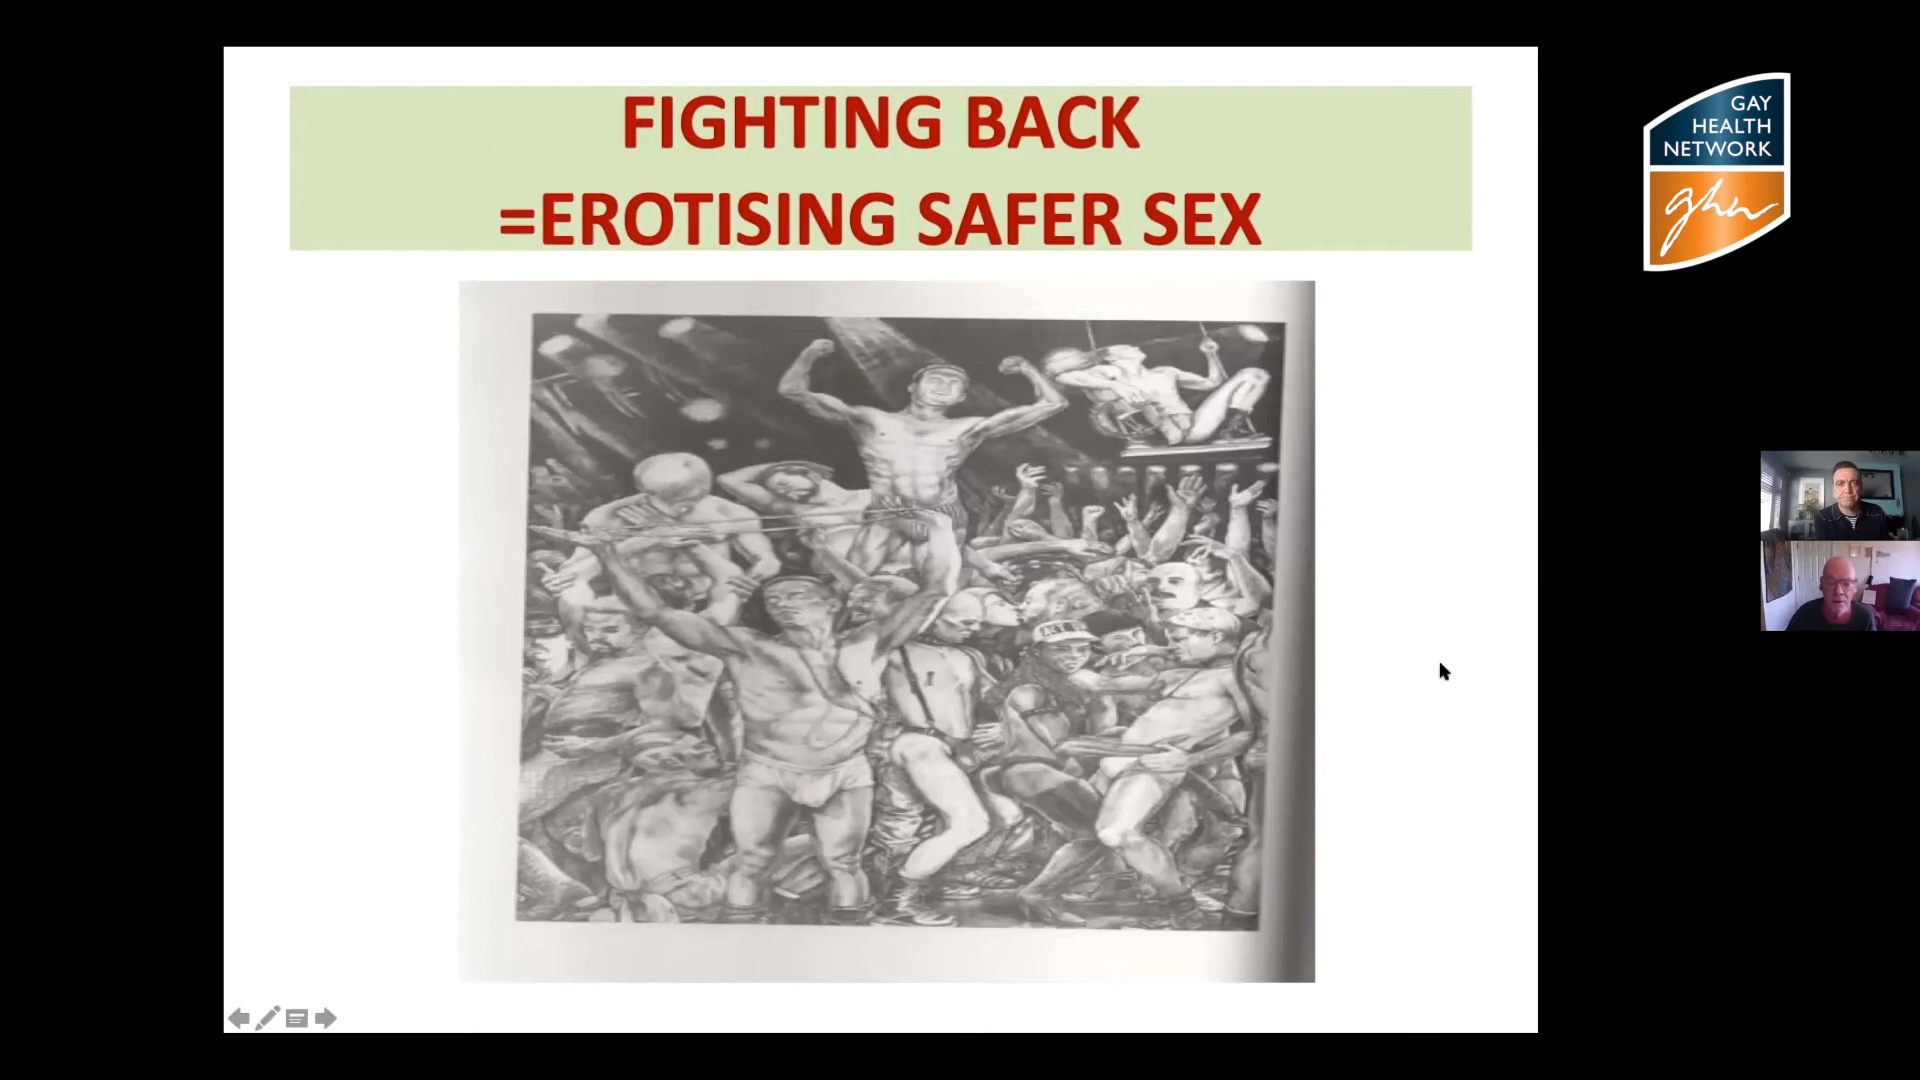 FIGHTING BACK
=EROTISING SAFER SEX
GAY
HEALTH
NETWORK
ghn